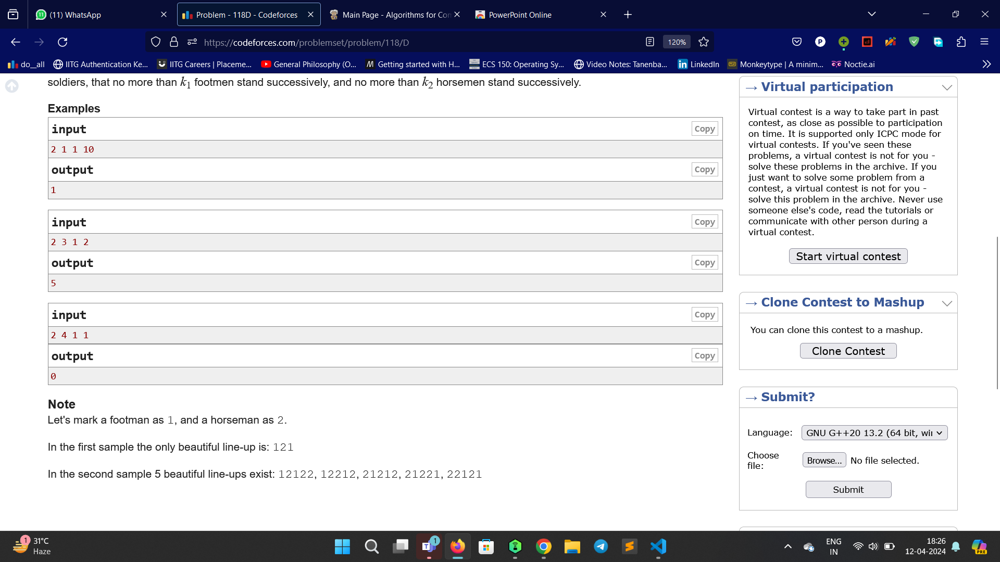 (11) WhatsApp
Problem - 118D - Codeforces
Main Page - Algorithms for Con
PowerPoint Online
https://codeforces.com/problemset/problem/118/D
120%
do__all
IITG Authentication Ke...
IITG Careers | Placeme...
General Philosophy (O...
Getting started with H...
ECS 150: Operating Sy...
Video Notes: Tanenba...
LinkedIn
Monkeytype | A minim...
Noctie.ai
soldiers, that no more than k1 footmen stand successively, and no more than k2 horsemen stand successively.
Examples
input
Copy
2 1 1 10
output
Copy
1
input
Copy
2 3 1 2
output
Copy
5
input
Copy
2 4 1 1
output
Copy
0
Note
Let's mark a footman as 1, and a horseman as 2.
In the first sample the only beautiful line-up is: 121
In the second sample 5 beautiful line-ups exist: 12122, 12212, 21212, 21221, 22121
→ Virtual participation
Virtual contest is a way to take part in past
contest, as close as possible to participation
on time. It is supported only ICPC mode for
virtual contests. If you've seen these
problems, a virtual contest is not for you -
solve these problems in the archive. If you
just want to solve some problem from a
contest, a virtual contest is not for you -
solve this problem in the archive. Never use
someone else's code, read the tutorials or
communicate with other person during a
virtual contest.
Start virtual contest
→ Clone Contest to Mashup
You can clone this contest to a mashup.
Clone Contest
→ Submit?
Language:
GNU G++20 13.2 (64 bit, win
Choose
file:
Browse...
No file selected.
Submit
1
31°C
Haze
1
ENG
IN
18:26
12-04-2024
PRE